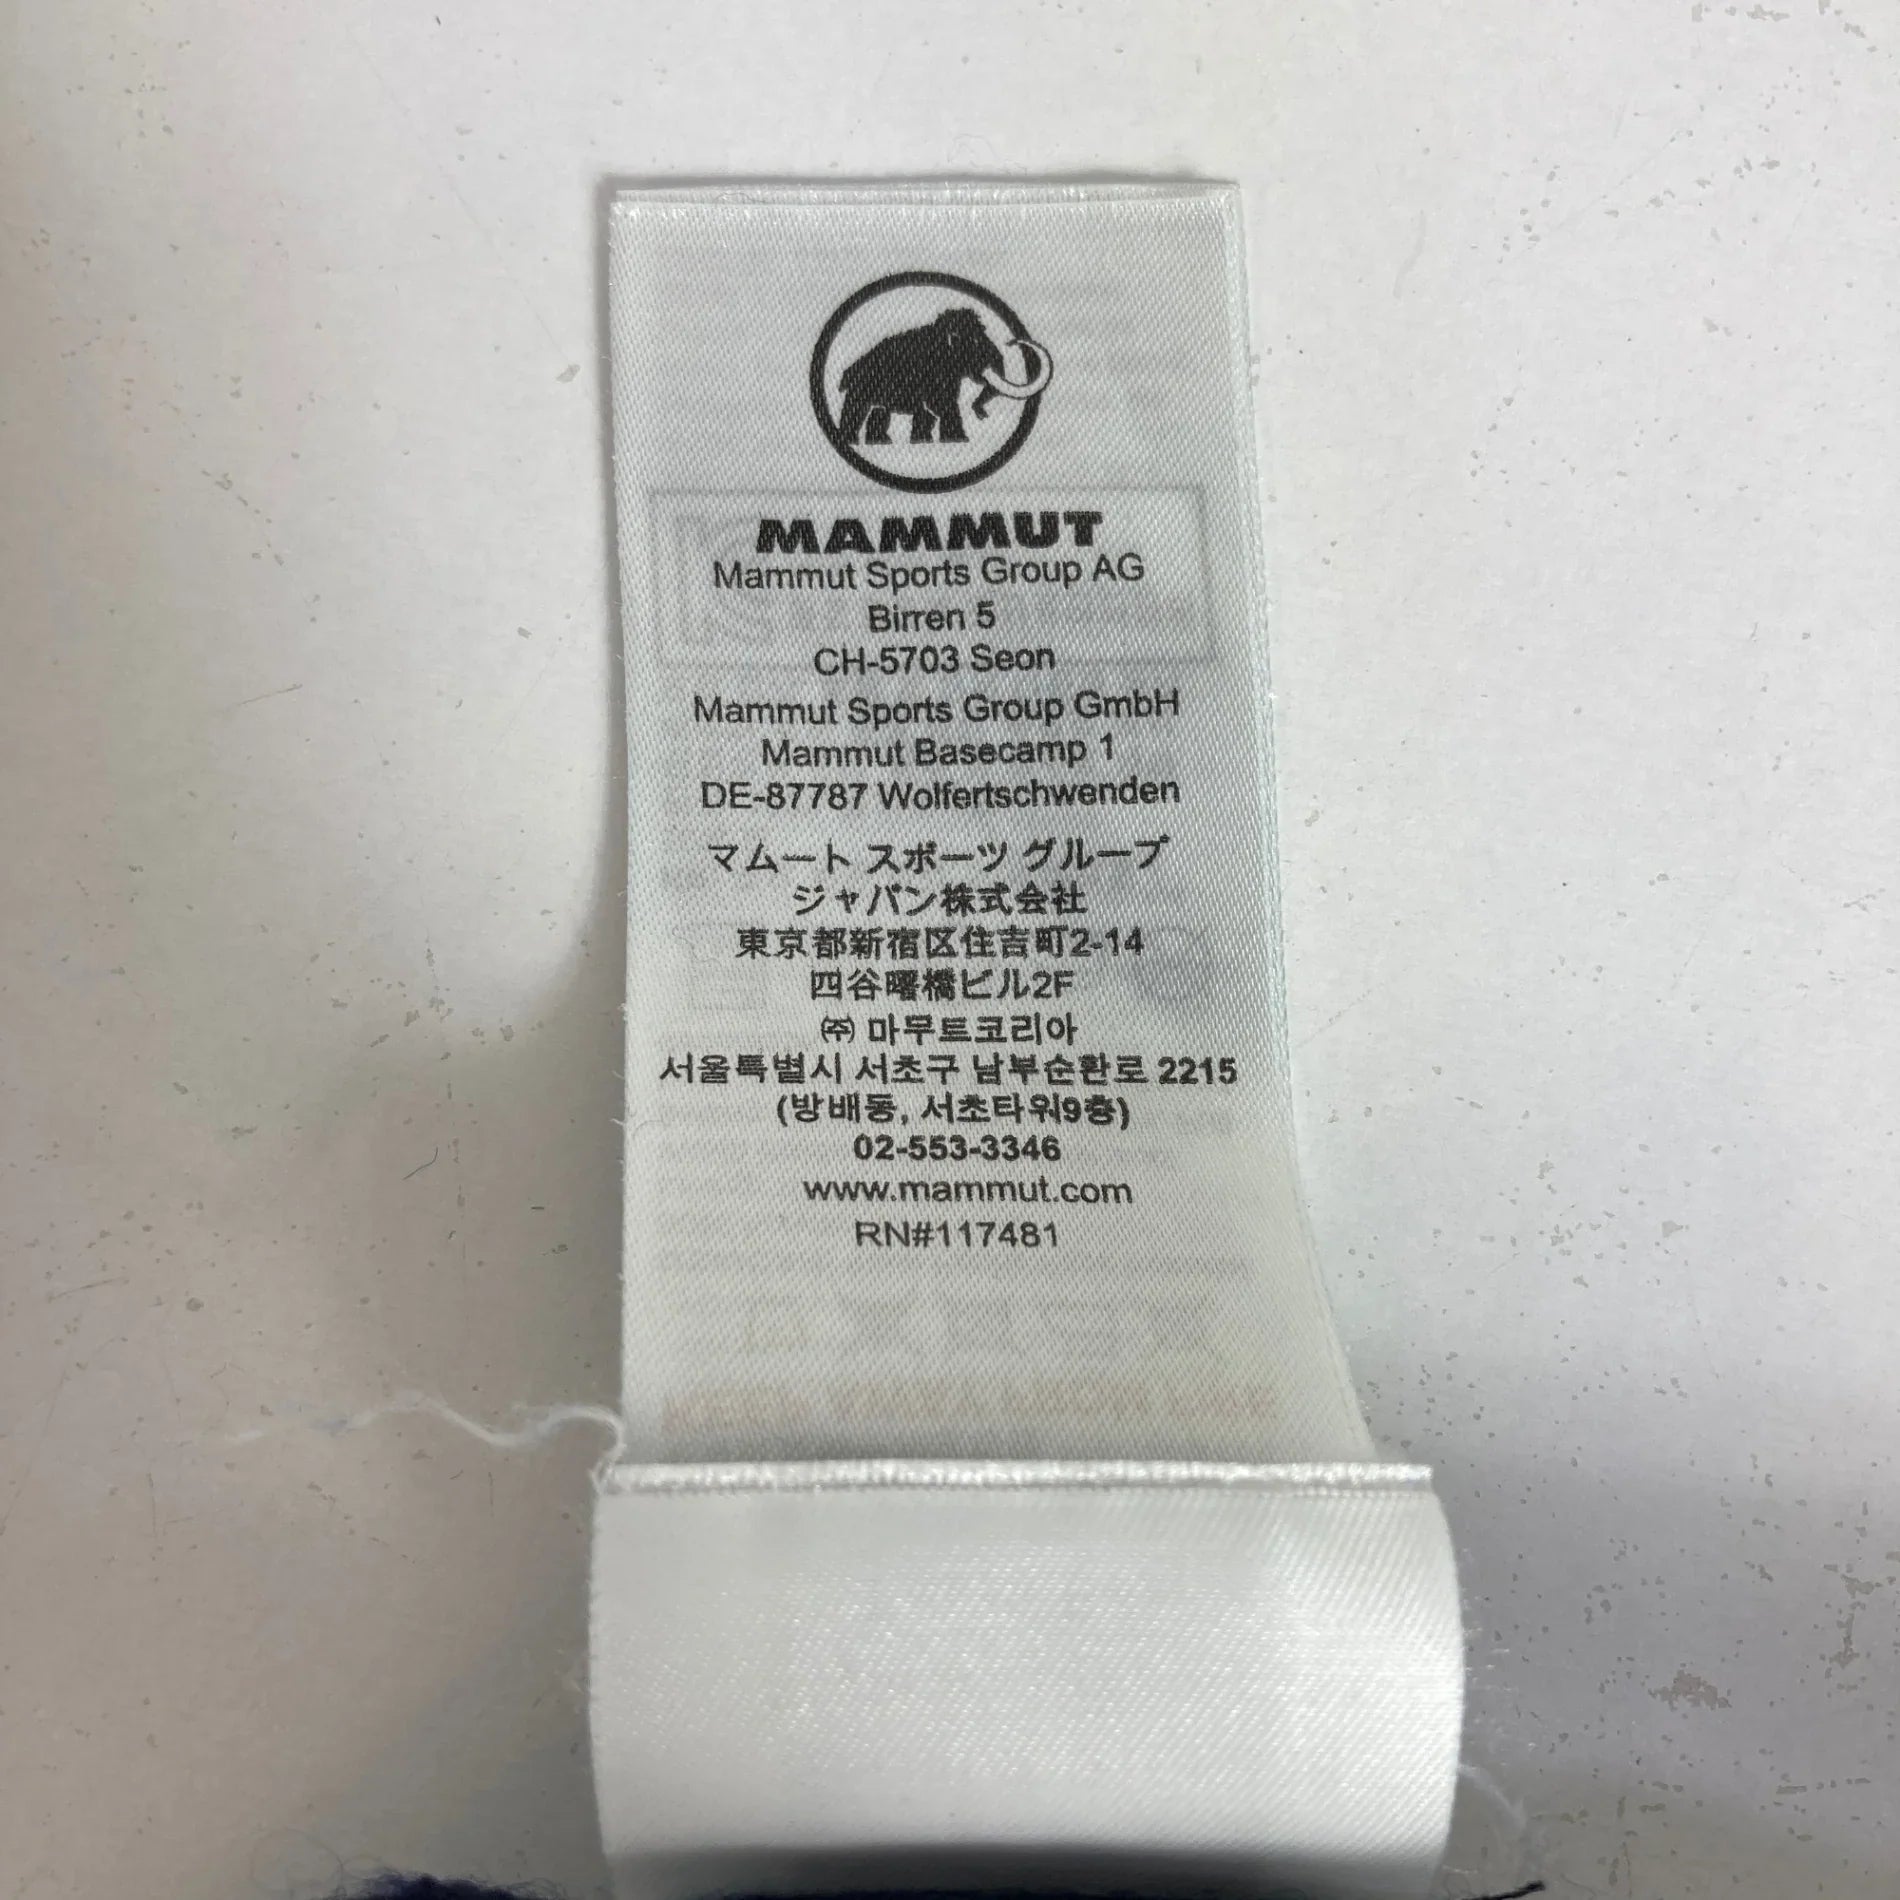 MAMMUT
Mammut Sports Group AG
Birren 5
CH-5703 Seon
Mammut Sports Group GmbH
Mammut Basecamp 1
DE-87787 Wolfertschwenden
マムート スポーツ グループ
ジャパン株式会社
東京都新宿区住吉町2-14
四谷曙橋ビル2F
㈜ 마무트코리아
서울특별시 서초구 남부순환로 2215
(방배동, 서초타워9층)
02-553-3346
www.mammut.com
RN#117481